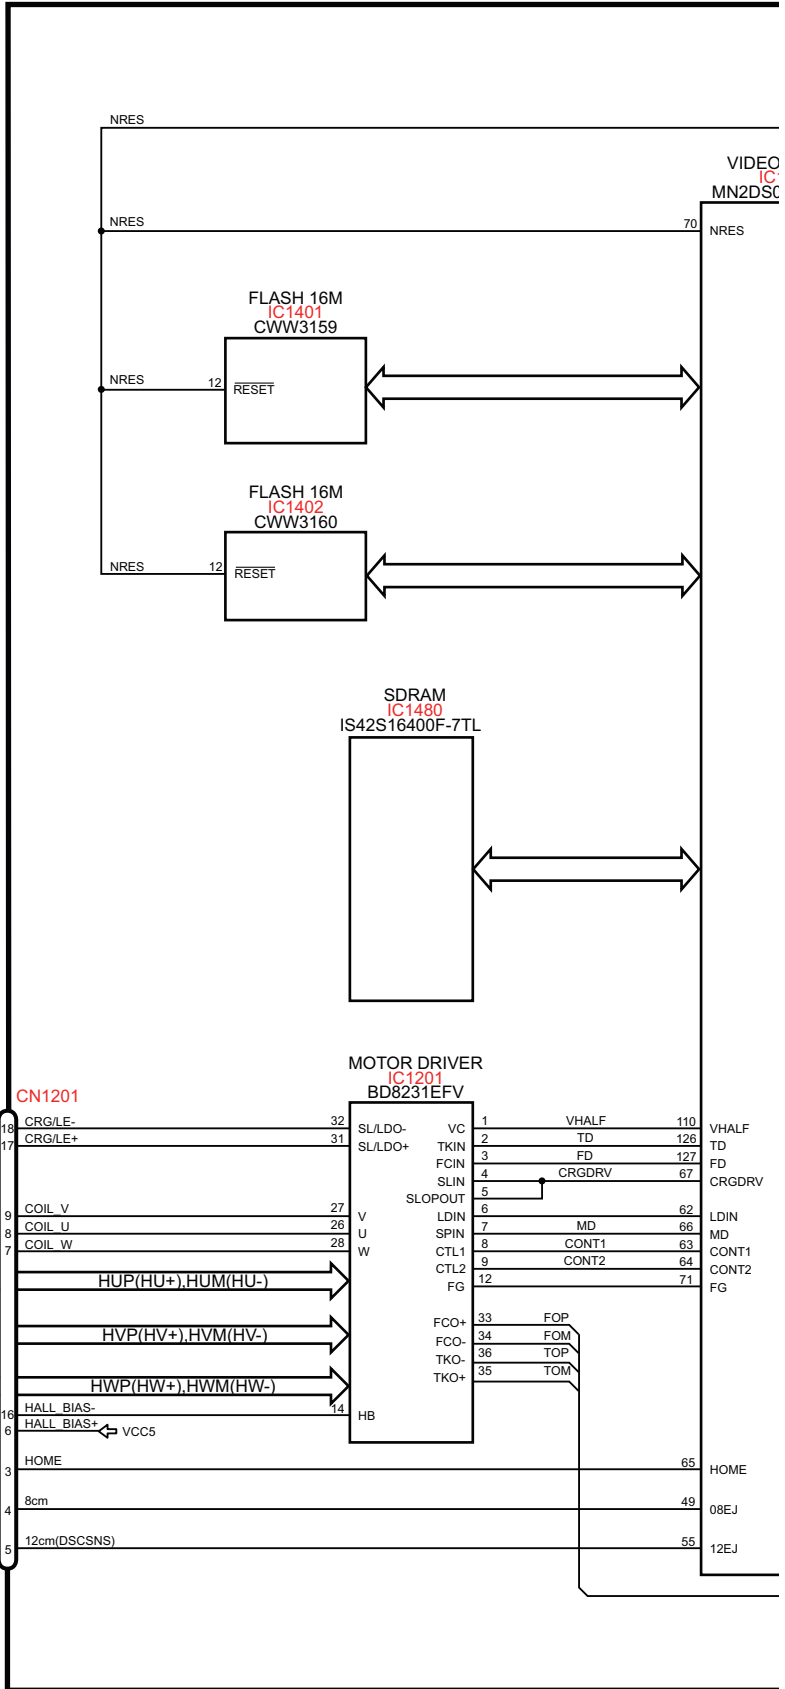 NRES
VIDEO
IC1
MN2DS0
NRES
70
NRES
FLASH 16M
IC1401
CWW3159
NRES
12
RESET
FLASH 16M
IC1402
CWW3160
NRES
12
RESET
SDRAM
IC1480
IS42S16400F-7TL
MOTOR DRIVER
IC1201
BD8231EFV
CN1201
18 CRG/LE- 32 SL/LDO- VC 1 VHALF 110 VHALF
17 CRG/LE+ 31 SL/LDO+ TKIN 2 TD 126 TD
FCIN 3 FD 127 FD
SLIN 4 CRGDRV 67 CRGDRV
SLOPOUT 5
9 COIL_V 27 V LDIN 6 62 LDIN
8 COIL_U 26 U SPIN 7 MD 66 MD
7 COIL_W 28 W CTL1 8 CONT1 63 CONT1
CTL2 9 CONT2 64 CONT2
HUP(HU+),HUM(HU-) FG 12 71 FG
FCO+ 33 FOP
HVP(HV+),HVM(HV-) FCO- 34 FOM
TKO- 36 TOP
HWP(HW+),HWM(HW-) TKO+ 35 TOM
16 HALL_BIAS- 14 HB
6 HALL_BIAS+ VCC5
3 HOME 65 HOME
4 8cm 49 08EJ
5 12cm(DSCSNS) 55 12EJ